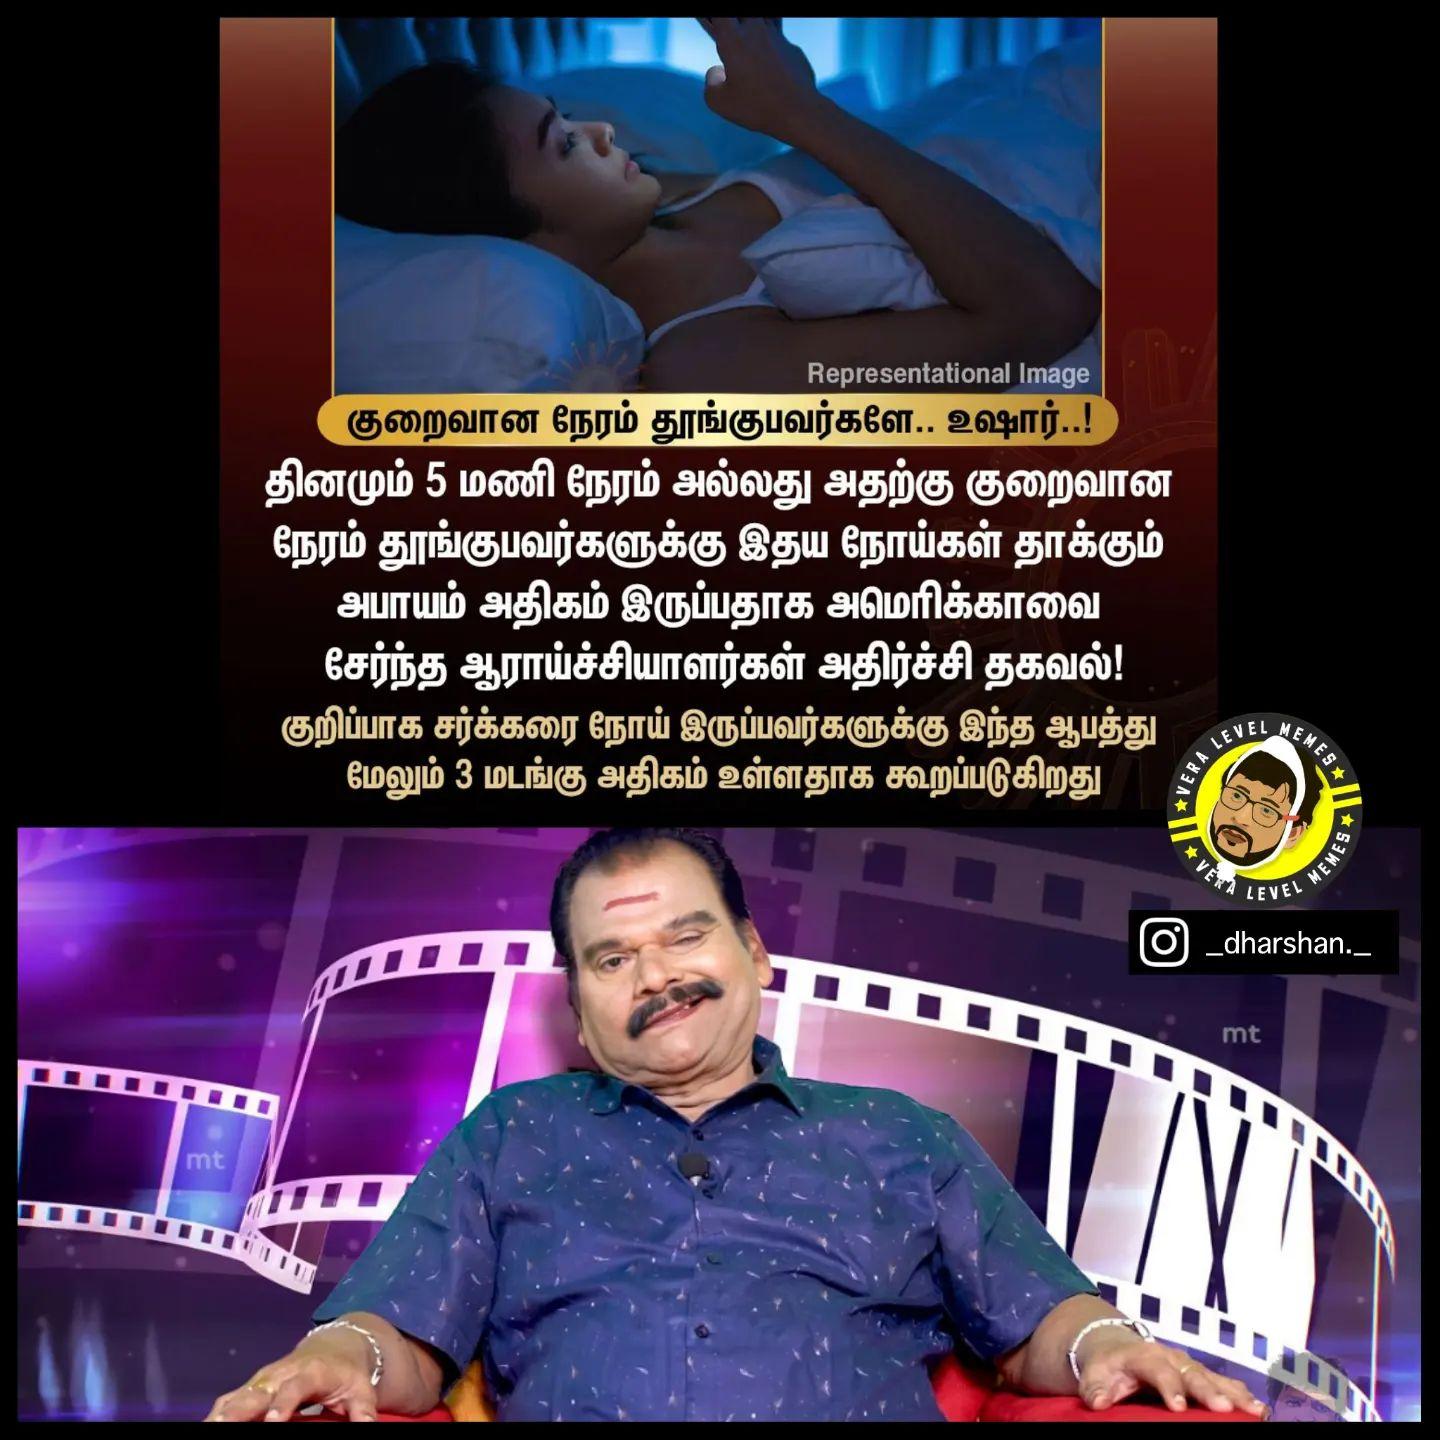 Representational Image
குறைவான நேரம் தூங்குபவர்களே.. உஷார்..!
தினமும் 5 மணி நேரம் அல்லது அதற்கு குறைவான
நேரம் தூங்குபவர்களுக்கு இதய நோய்கள் தாக்கும்
அபாயம் அதிகம் இருப்பதாக அமெரிக்காவை
சேர்ந்த ஆராய்ச்சியாளர்கள் அதிர்ச்சி தகவல்!
குறிப்பாக சர்க்கரை நோய் இருப்பவர்களுக்கு இந்த ஆபத்து
மேலும் 3 மடங்கு அதிகம் உள்ளதாக கூறப்படுகிறது
VERA LEVEL MEMES
VERA LEVEL MEMES
_dharshan._
mt
mt